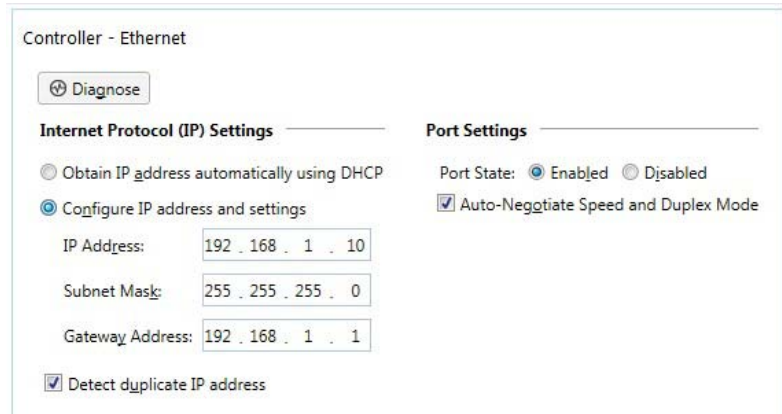 Controller - Ethernet
Diagnose
Internet Protocol (IP) Settings
Obtain IP address automatically using DHCP
Configure IP address and settings
IP Address: 192 . 168 . 1 . 10
Subnet Mask: 255 . 255 . 255 . 0
Gateway Address: 192 . 168 . 1 . 1
Detect duplicate IP address
Port Settings
Port State: Enabled Disabled
Auto-Negotiate Speed and Duplex Mode